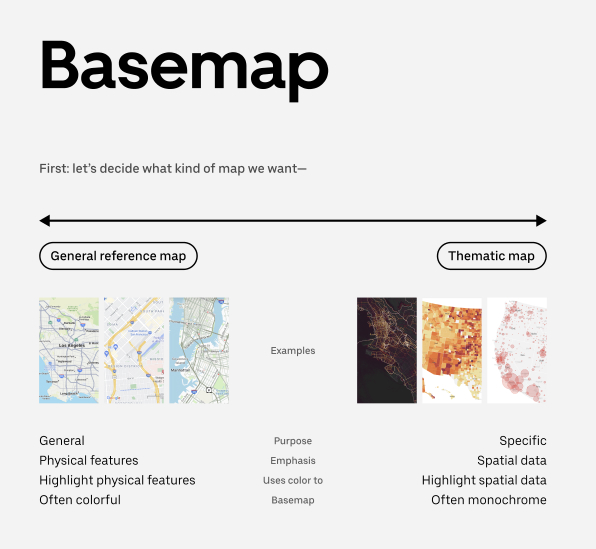 Basemap
First: let's decide what kind of map we want—
General reference map
Thematic map
Los Angeles
Manhattan
Google
Examples
General Purpose Specific
Physical features Emphasis Spatial data
Highlight physical features Uses color to Highlight spatial data
Often colorful Basemap Often monochrome